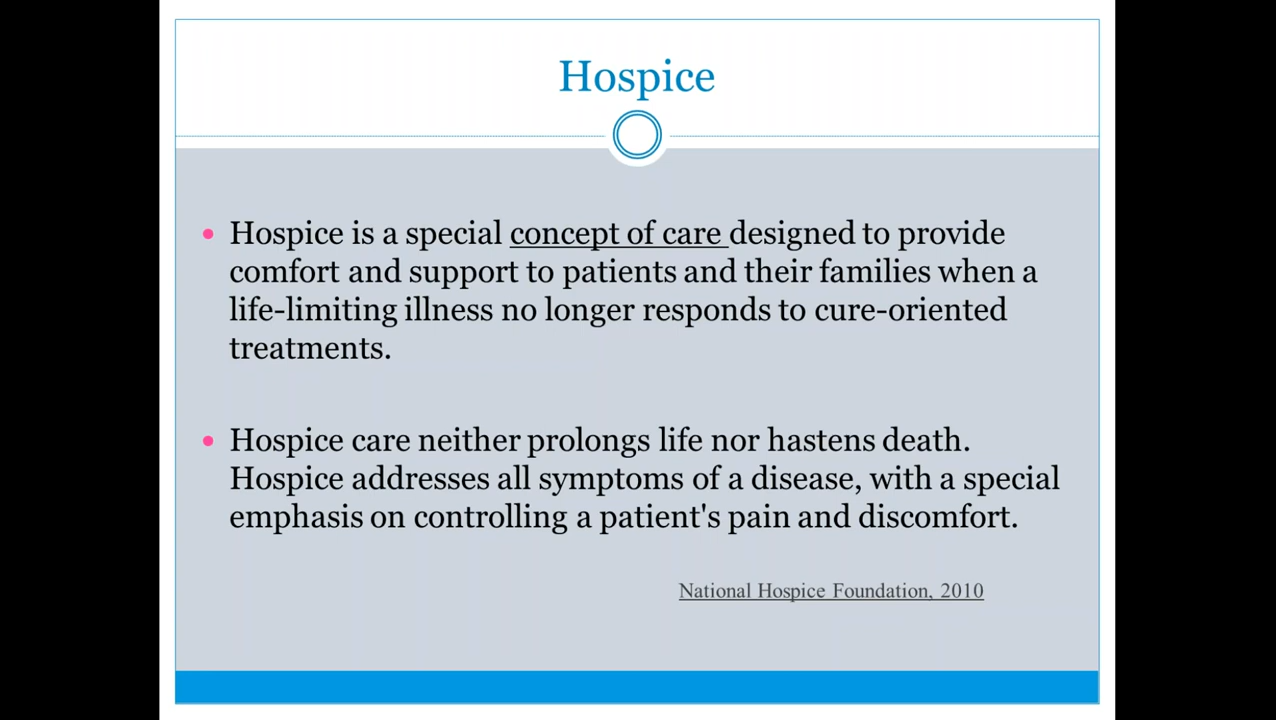 Hospice
• Hospice is a special concept of care designed to provide
comfort and support to patients and their families when a
life-limiting illness no longer responds to cure-oriented
treatments.
• Hospice care neither prolongs life nor hastens death.
Hospice addresses all symptoms of a disease, with a special
emphasis on controlling a patient's pain and discomfort.
National Hospice Foundation, 2010